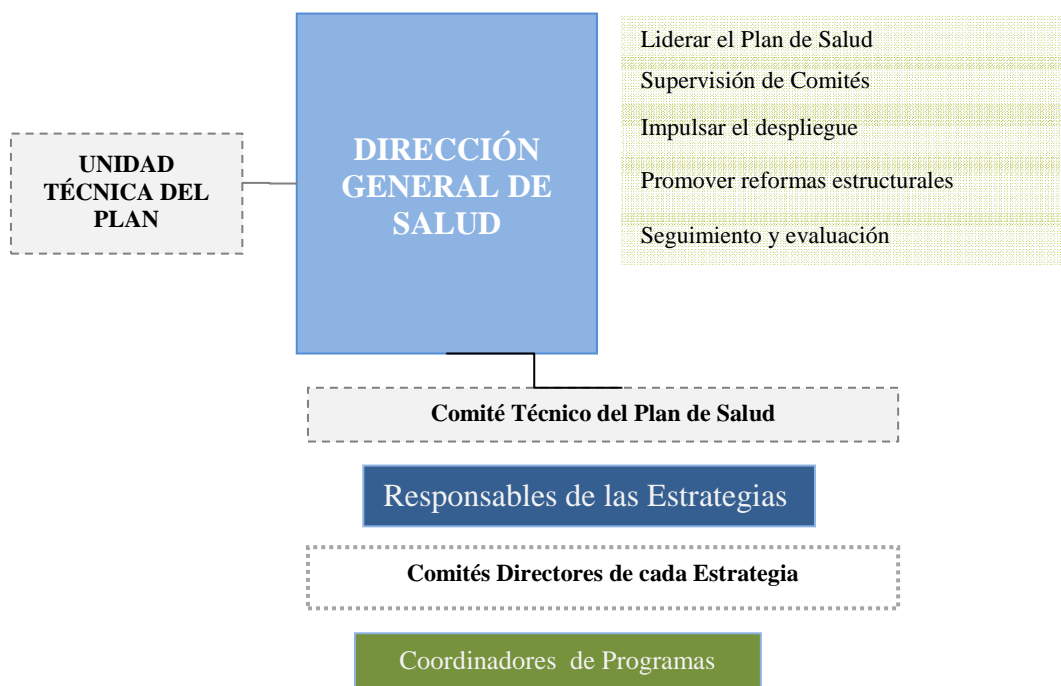 UNIDAD
TÉCNICA DEL
PLAN
DIRECCIÓN
GENERAL DE
SALUD
Liderar el Plan de Salud
Supervisión de Comités
Impulsar el despliegue
Promover reformas estructurales
Seguimiento y evaluación
Comité Técnico del Plan de Salud
Responsables de las Estrategias
Comités Directores de cada Estrategia
Coordinadores de Programas